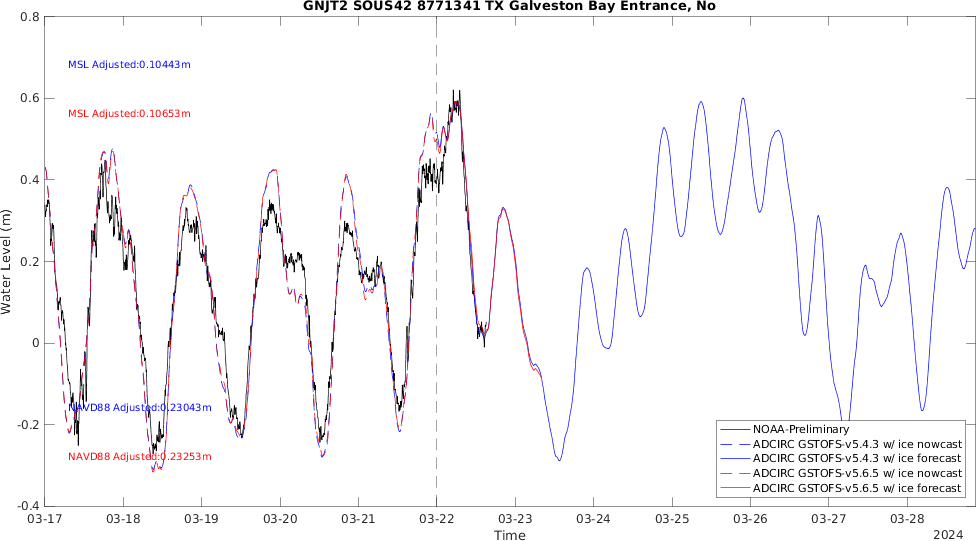 GNJT2 SOUS42 8771341 TX Galveston Bay Entrance, No
0.8
0.6
0.4
0.2
0
-0.2
-0.4
Water Level (m)
MSL Adjusted:0.10443m
MSL Adjusted:0.10653m
NAVD88 Adjusted:0.23043m
NAVD88 Adjusted:0.23253m
NOAA-Preliminary
ADCIRC GSTOFS-v5.4.3 w/ ice nowcast
ADCIRC GSTOFS-v5.4.3 w/ ice forecast
ADCIRC GSTOFS-v5.6.5 w/ ice nowcast
ADCIRC GSTOFS-v5.6.5 w/ ice forecast
03-17 03-18 03-19 03-20 03-21 03-22 03-23 03-24 03-25 03-26 03-27 03-28
Time
2024